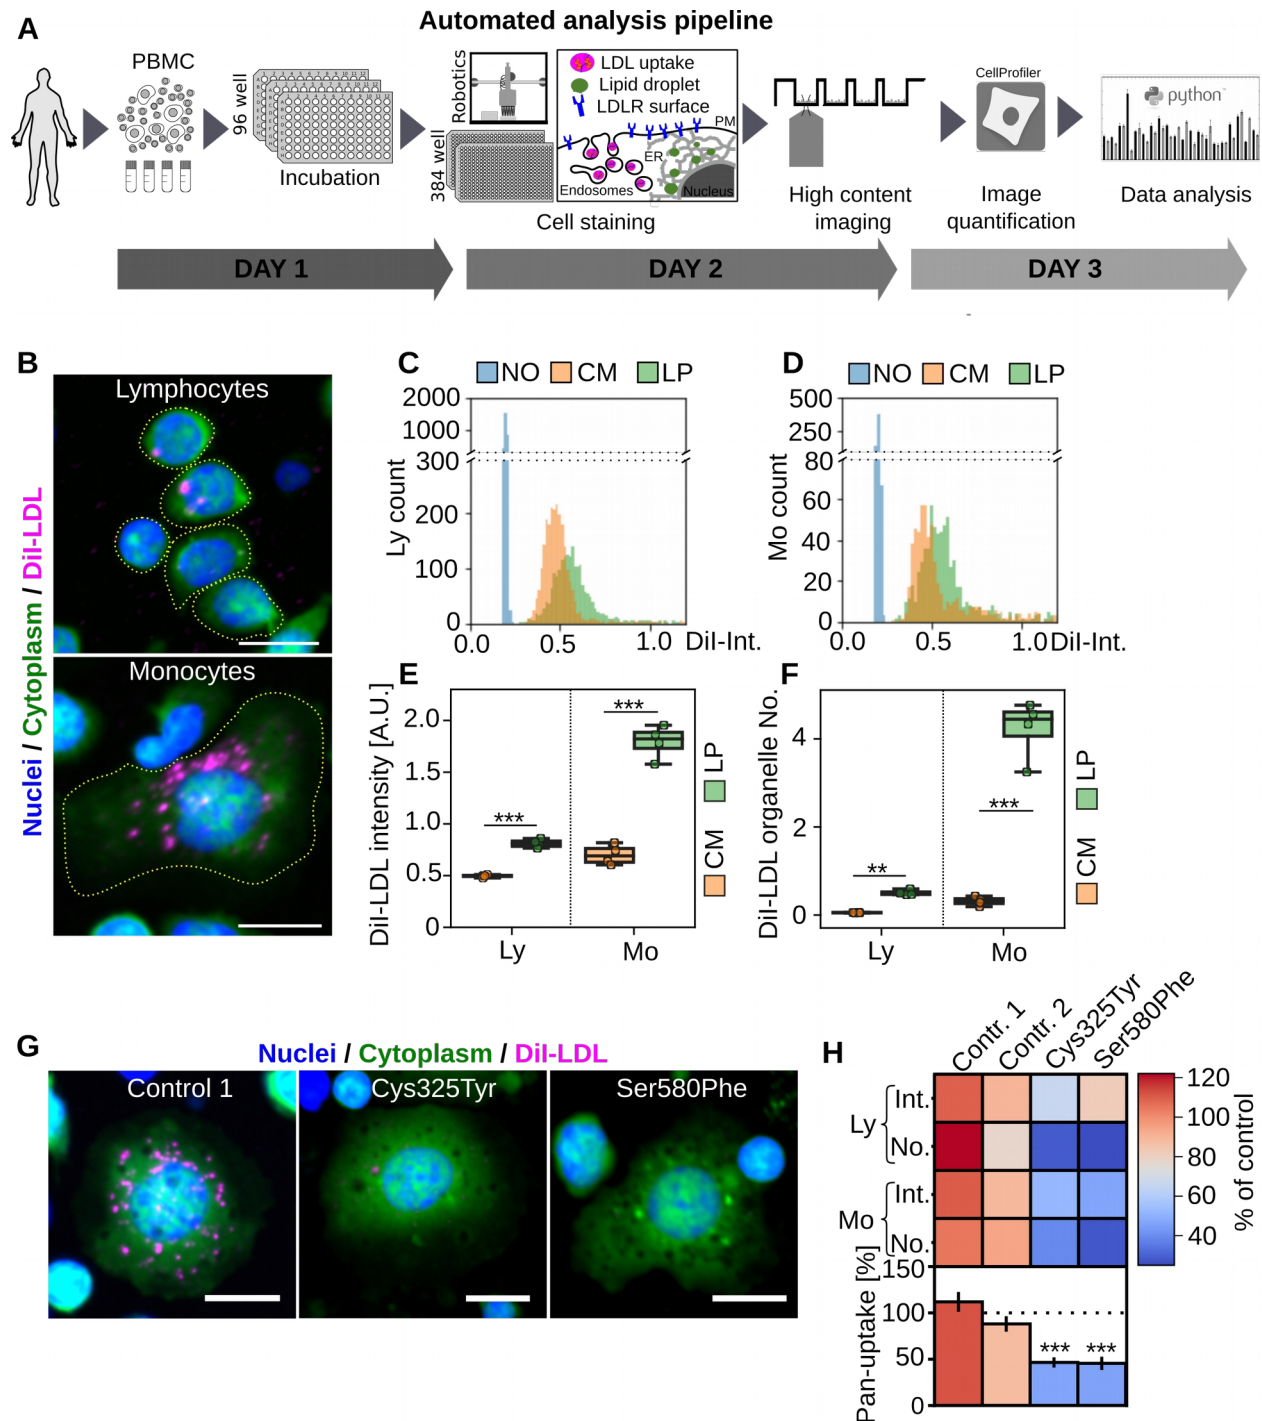 A
Automated analysis pipeline
PBMC
96 well
Incubation
Robotics
384 well
LDL uptake
Lipid droplet
LDLR surface
PM
ER
Endosomes
Nucleus
Cell staining
High content
imaging
CellProfiler
Image
quantification
python™
Data analysis
DAY 1
DAY 2
DAY 3
B
Nuclei / Cytoplasm / DiI-LDL
Lymphocytes
Monocytes
C
NO CM LP
Ly count
2000
1000
300
200
100
0
0.0 0.5 1.0 DiI-Int.
D
NO CM LP
Mo count
500
250
80
60
40
20
0
0.0 0.5 1.0 DiI-Int.
E
DiI-LDL intensity [A.U.]
2.0
1.5
1.0
0.5
0
***
***
Ly Mo
CM LP
F
DiI-LDL organelle No.
4
2
0
**
***
Ly Mo
CM LP
G
Nuclei / Cytoplasm / DiI-LDL
Control 1
Cys325Tyr
Ser580Phe
H
Contr. 1
Contr. 2
Cys325Tyr
Ser580Phe
Ly
Int.
No.
Mo
Int.
No.
120
100
80
60
40
% of control
Pan-uptake [%]
150
100
50
0
*** ***